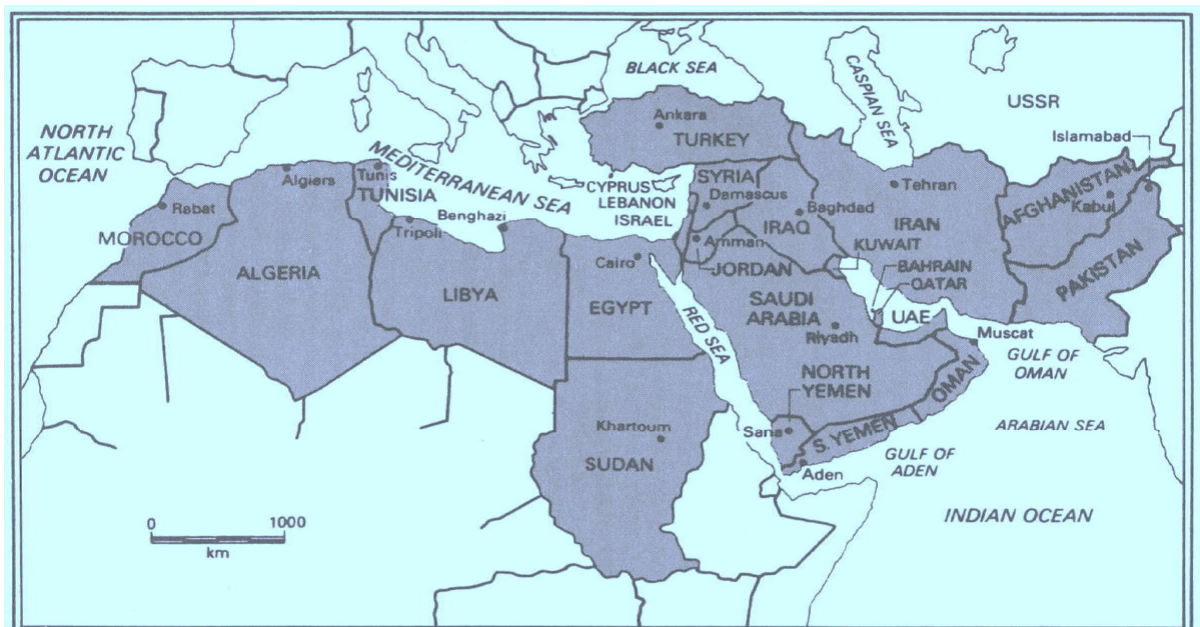 BLACK SEA
CASPIAN SEA
USSR
NORTH
ATLANTIC
OCEAN
Ankara
TURKEY
Islamabad
MEDITERRANEAN SEA
Algiers
Tunis
TUNISIA
CYPRUS
LEBANON
ISRAEL
SYRIA
Damascus
Tehran
AFGHANISTAN
Kabul
Rabat
MOROCCO
Tripoli
Benghazi
Baghdad
IRAQ
IRAN
Amman
JORDAN
KUWAIT
BAHRAIN
QATAR
PAKISTAN
ALGERIA
LIBYA
Cairo
EGYPT
RED SEA
SAUDI
ARABIA
Riyadh
UAE
Muscat
GULF OF
OMAN
NORTH
YEMEN
OMAN
ARABIAN SEA
Khartoum
SUDAN
Sana
S. YEMEN
Aden
GULF OF
ADEN
INDIAN OCEAN
0 1000
km